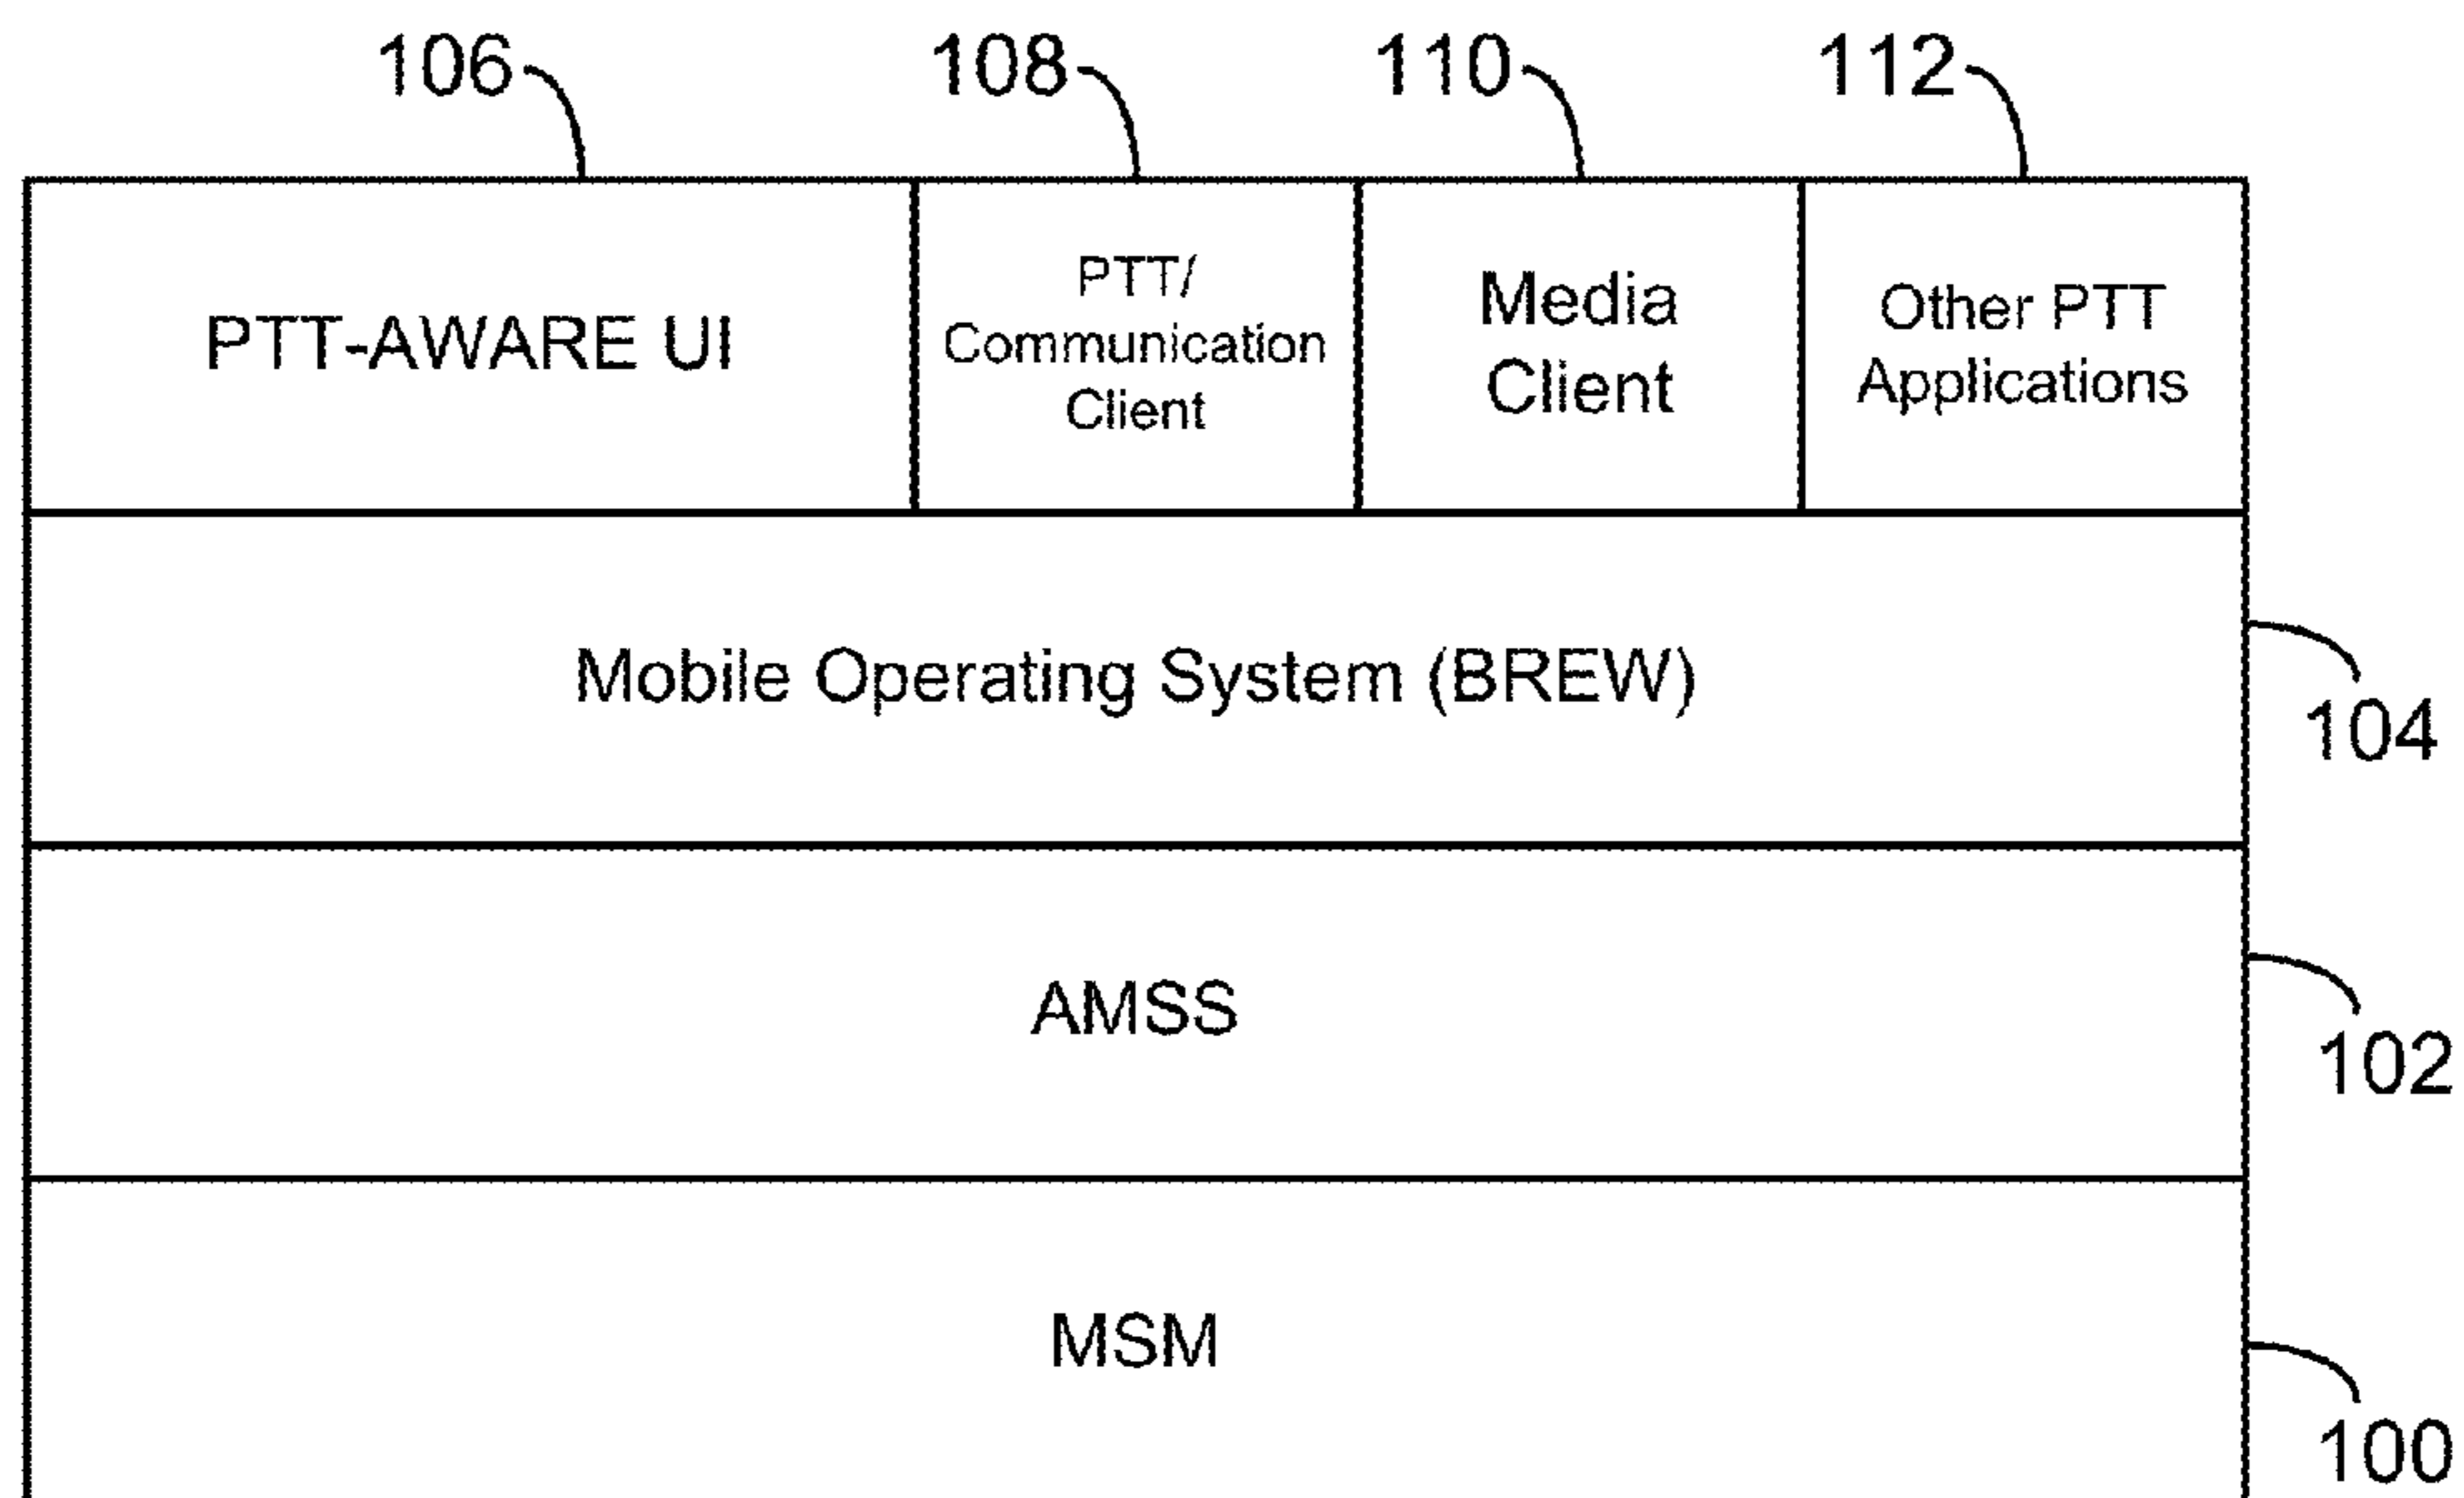 106
108
110
112
PTT-AWARE UI
PTT/
Communication
Client
Media
Client
Other PTT
Applications
Mobile Operating System (BREW)
104
AMSS
102
MSM
100